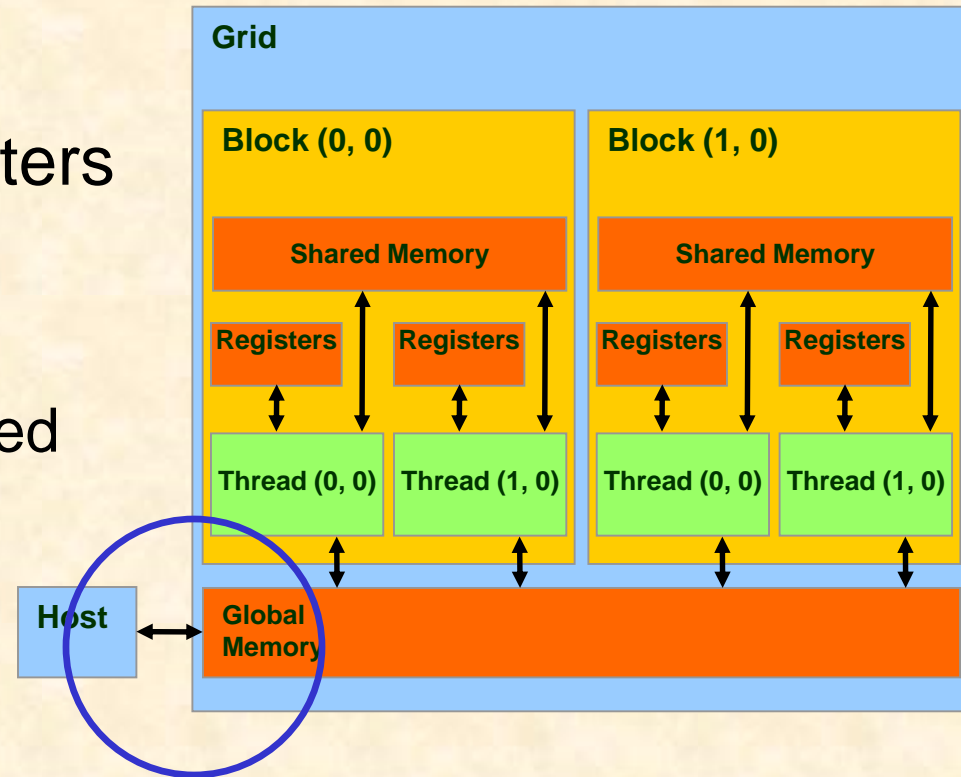 ters
ed
Grid
Block (0, 0)
Block (1, 0)
Shared Memory
Shared Memory
Registers
Registers
Registers
Registers
Thread (0, 0)
Thread (1, 0)
Thread (0, 0)
Thread (1, 0)
Host
Global
Memory